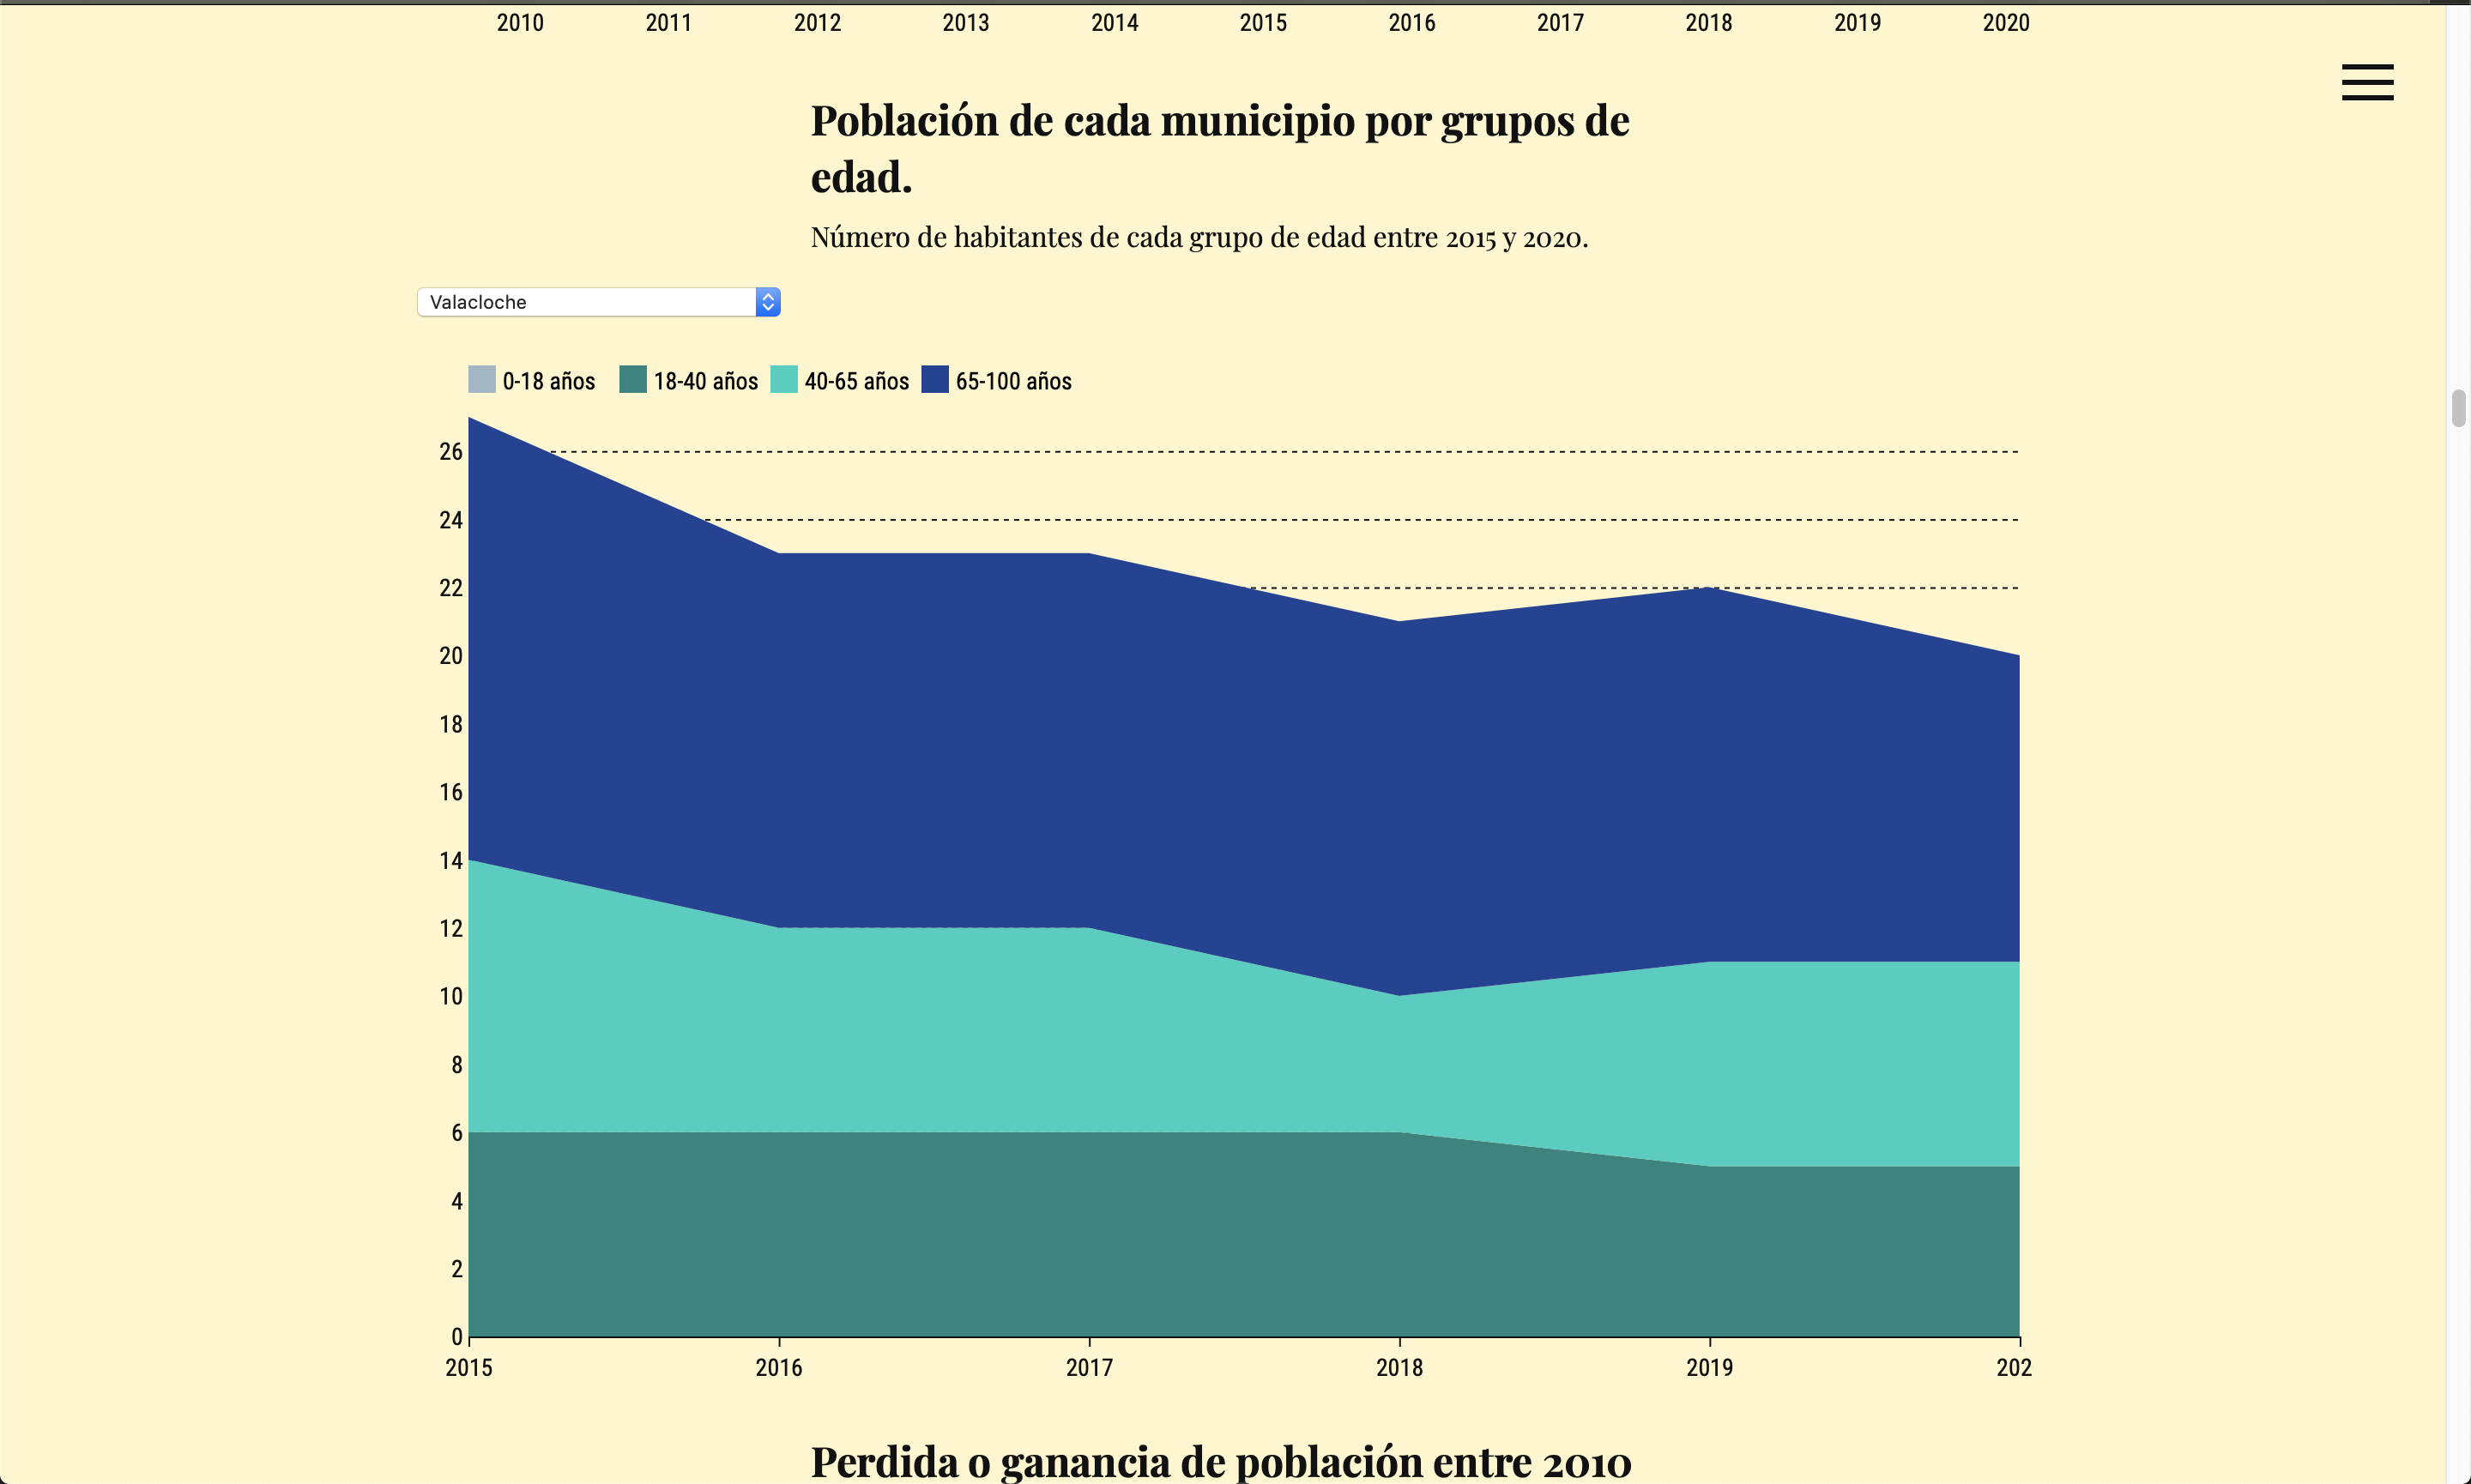 2010 2011 2012 2013 2014 2015 2016 2017 2018 2019 2020
Población de cada municipio por grupos de
edad.
Número de habitantes de cada grupo de edad entre 2015 y 2020.
Valacloche
0-18 años 18-40 años 40-65 años 65-100 años
26
24
22
20
18
16
14
12
10
8
6
4
2
0
2015 2016 2017 2018 2019 202
Perdida o ganancia de población entre 2010